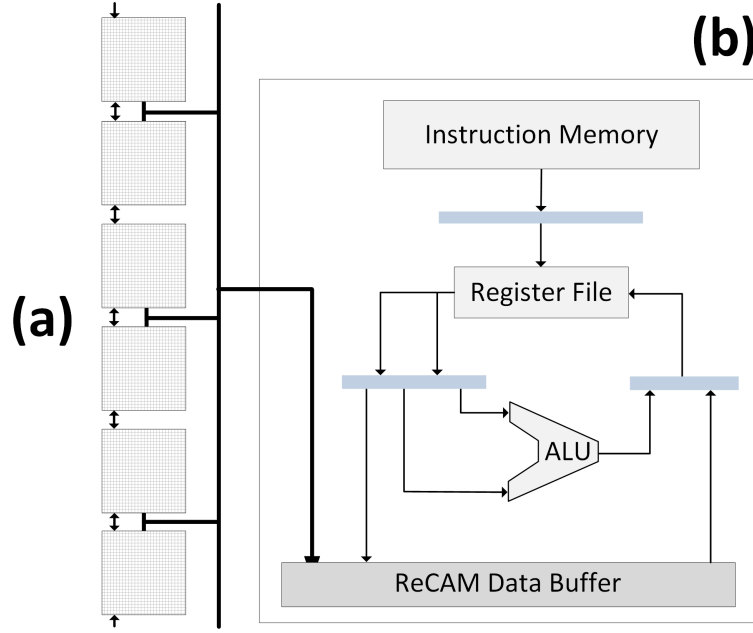 (b)
Instruction Memory
Register File
(a)
ALU
ReCAM Data Buffer